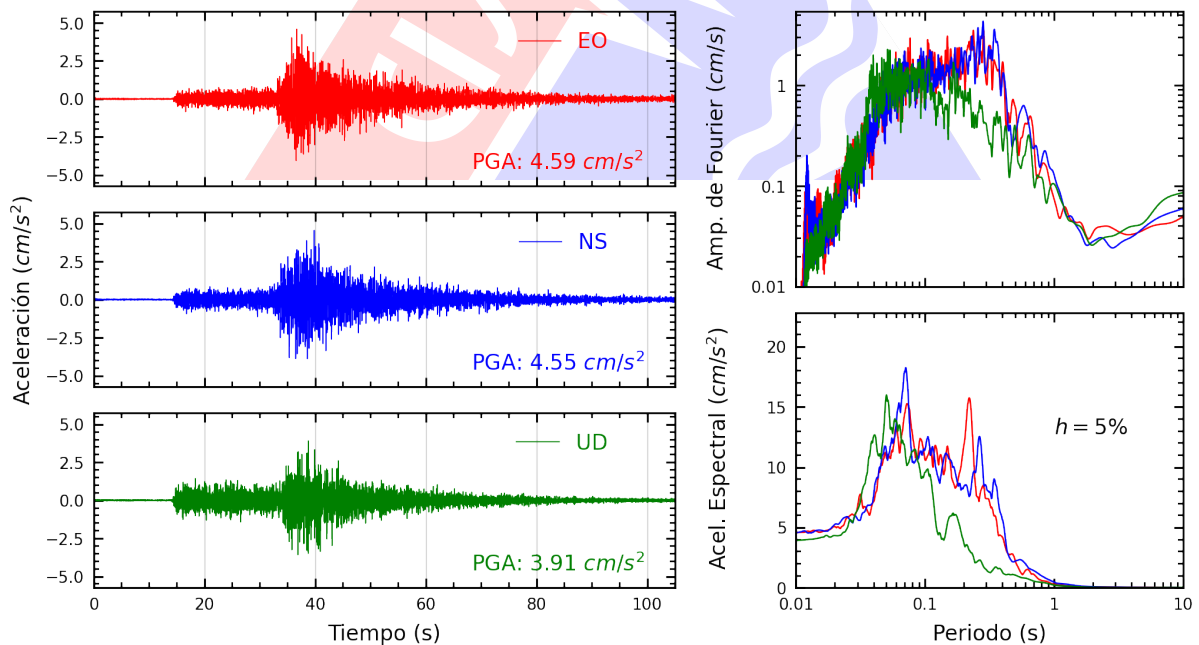 Aceleración (cm/s²)
5.0
2.5
0.0
−2.5
−5.0
EO
PGA: 4.59 cm/s²
5.0
2.5
0.0
−2.5
−5.0
NS
PGA: 4.55 cm/s²
5.0
2.5
0.0
−2.5
−5.0
UD
PGA: 3.91 cm/s²
0 20 40 60 80 100
Tiempo (s)
Amp. de Fourier (cm/s)
1
0.1
0.01
Acel. Espectral (cm/s²)
20
15
10
5
0
h = 5%
0.01 0.1 1 10
Periodo (s)